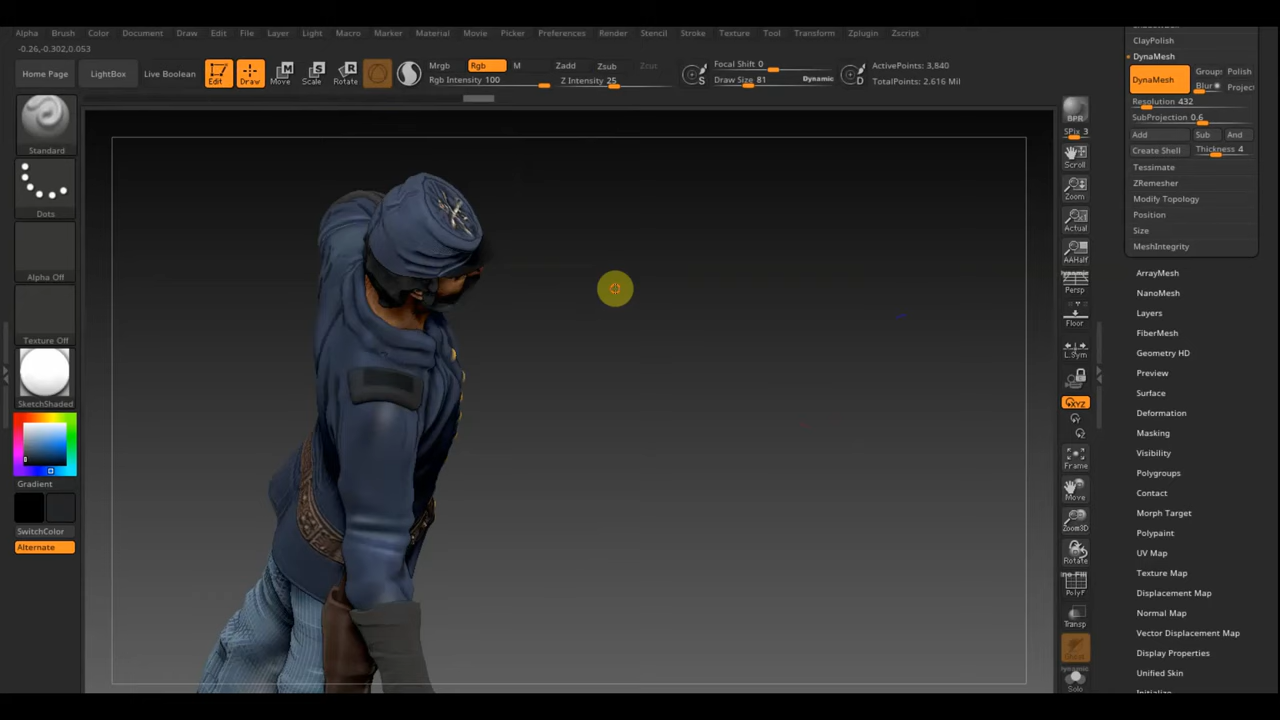 Alpha Brush Color Document Draw Edit File Layer Light Macro Marker Material Movie Picker Preferences Render Stencil Stroke Texture Tool Transform Zplugin Zscript
-0.26,-0.302,0.053
Home Page LightBox Live Boolean Edit Draw Move Scale Rotate
Mrgb Rgb M Zadd Zsub Zcut
Rgb Intensity 100 Z Intensity 25
Focal Shift 0
Draw Size 81 Dynamic
ActivePoints: 3,840
TotalPoints: 2.616 Mil
Standard
Dots
Alpha Off
Texture Off
SketchShaded
Gradient
SwitchColor
Alternate
S
D
BPR
SPix 3
Scroll
Zoom
Actual
AAHalf
Dynamic
Persp
Floor
L.Sym
XYZ
Frame
Move
Zoom3D
Rotate
Line Fill
PolyF
Transp
Ghost
Dynamic
Solo
ClayPolish
DynaMesh
DynaMesh Groups Polish
Blur Project
Resolution 432
SubProjection 0.6
Add Sub And
Create Shell Thickness 4
Tessimate
ZRemesher
Modify Topology
Position
Size
MeshIntegrity
ArrayMesh
NanoMesh
Layers
FiberMesh
Geometry HD
Preview
Surface
Deformation
Masking
Visibility
Polygroups
Contact
Morph Target
Polypaint
UV Map
Texture Map
Displacement Map
Normal Map
Vector Displacement Map
Display Properties
Unified Skin